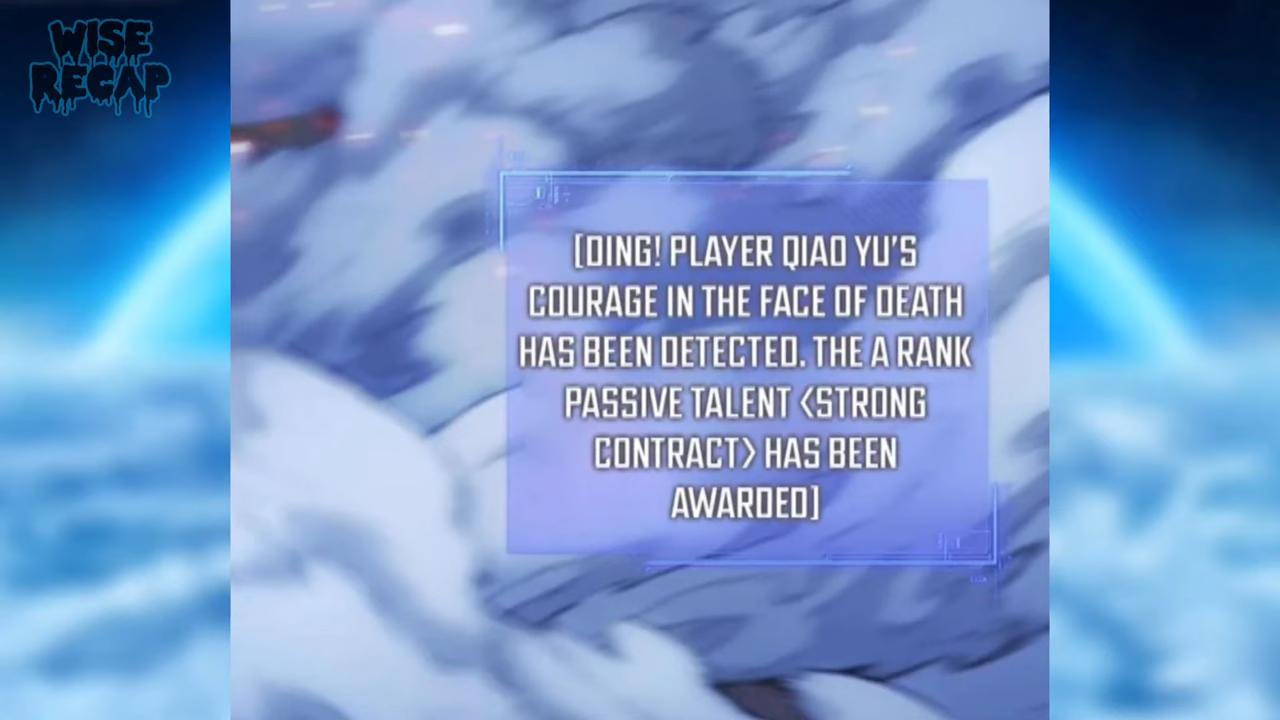 WISE
RECAP
[DING! PLAYER QIAO YU'S
COURAGE IN THE FACE OF DEATH
HAS BEEN DETECTED. THE A RANK
PASSIVE TALENT <STRONG
CONTRACT> HAS BEEN
AWARDED]